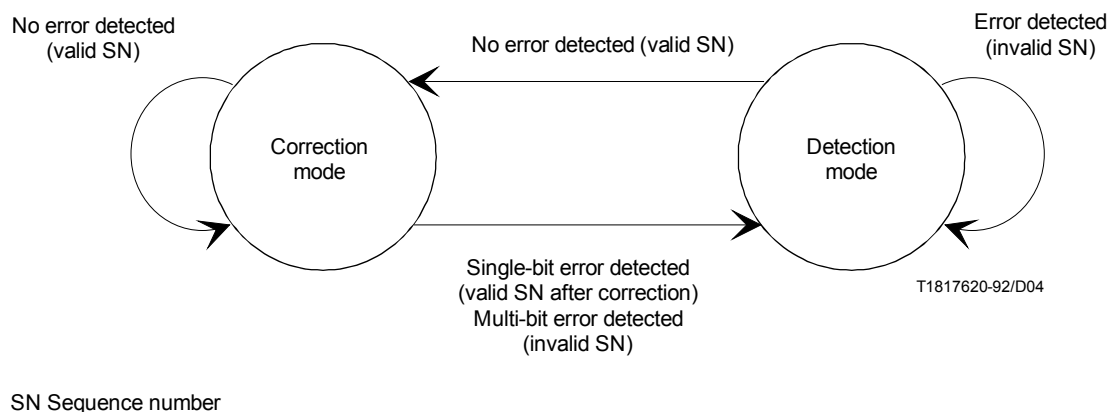 No error detected
(valid SN)
No error detected (valid SN)
Error detected
(invalid SN)
Correction
mode
Detection
mode
Single-bit error detected
(valid SN after correction)
Multi-bit error detected
(invalid SN)
T1817620-92/D04
SN Sequence number